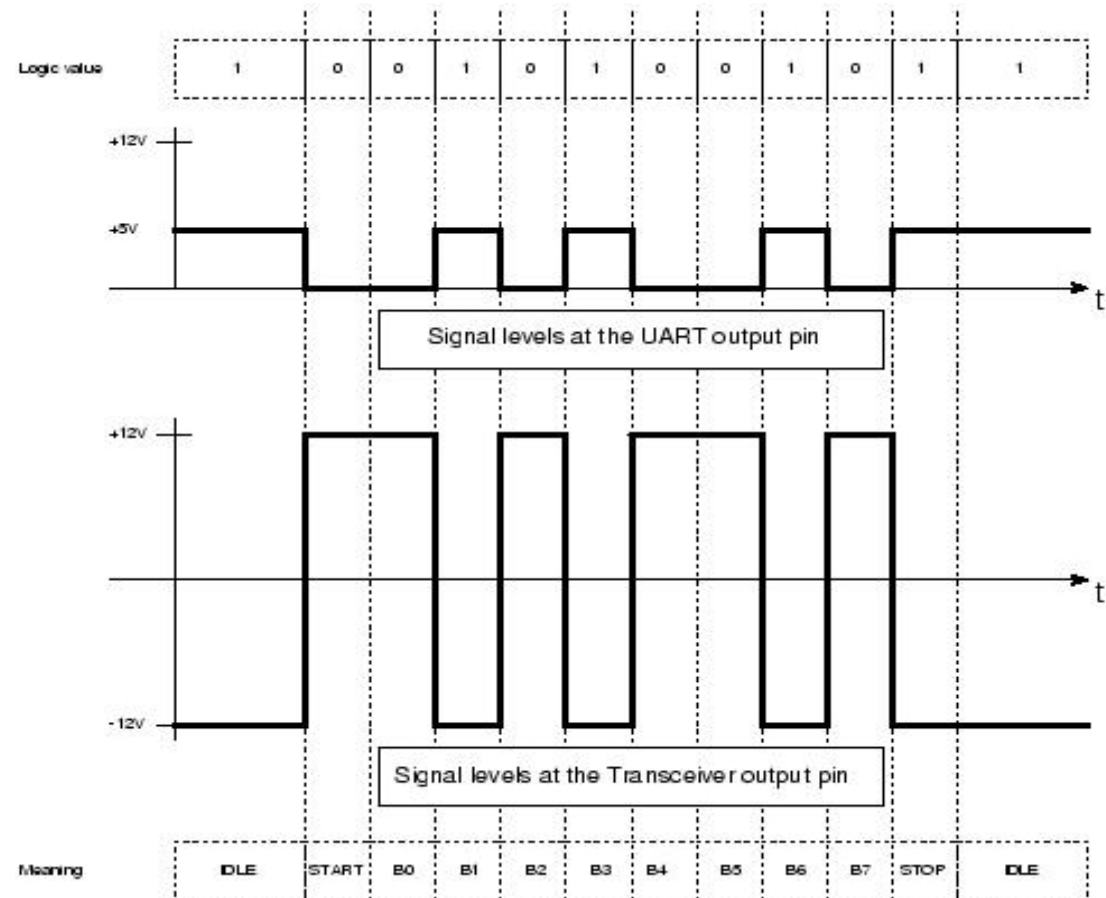 Logic value 1 0 0 1 0 1 0 0 1 0 1 1
+12V
+5V
t
Signal levels at the UART output pin
+12V
t
-12V
Signal levels at the Transceiver output pin
Meaning IDLE START B0 B1 B2 B3 B4 B5 B6 B7 STOP IDLE